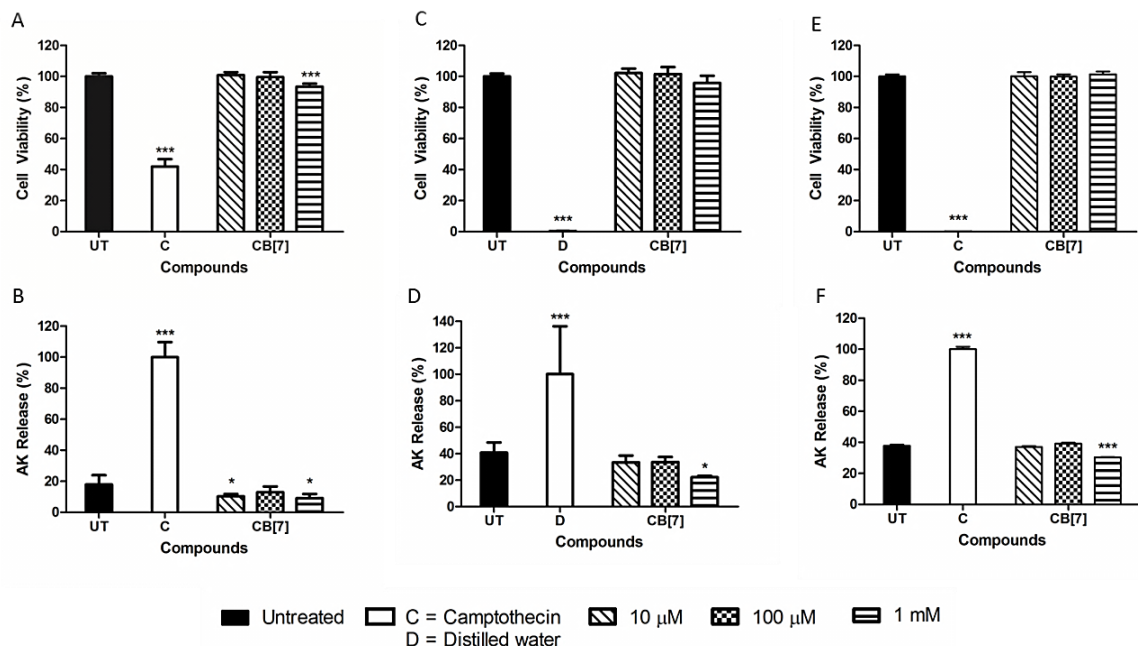 A
Cell Viability (%)
120
100
80
60
40
20
0
***
***
UT
C
CB[7]
Compounds
C
Cell Viability (%)
120
100
80
60
40
20
0
***
UT
D
CB[7]
Compounds
E
Cell Viability (%)
120
100
80
60
40
20
0
***
UT
C
CB[7]
Compounds
B
AK Release (%)
120
100
80
60
40
20
0
***
*
*
UT
C
CB[7]
Compounds
D
AK Release (%)
140
120
100
80
60
40
20
0
***
*
UT
D
CB[7]
Compounds
F
AK Release (%)
120
100
80
60
40
20
0
***
***
UT
C
CB[7]
Compounds
Untreated
C = Camptothecin
D = Distilled water
10 μM
100 μM
1 mM